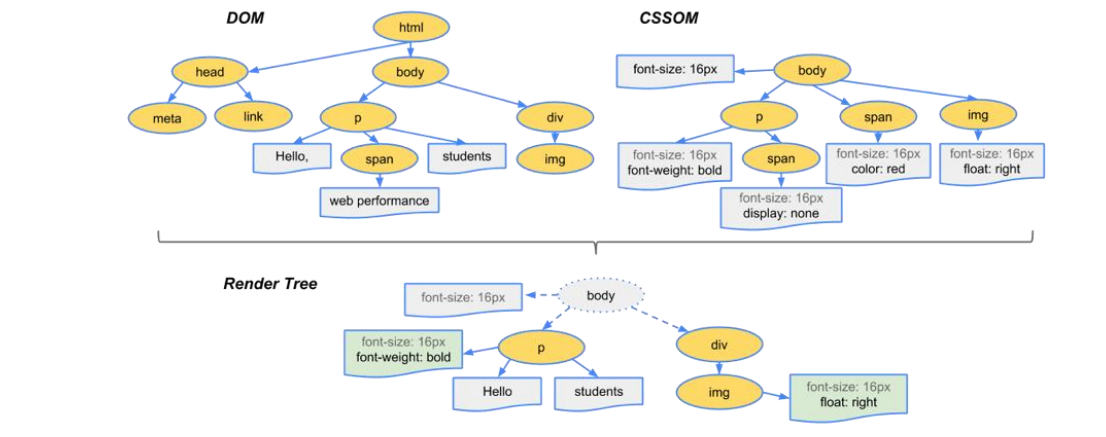 DOM
CSSOM
html
head
body
meta
link
p
div
Hello,
span
students
img
web performance
font-size: 16px
body
p
span
img
font-size: 16px
font-weight: bold
span
font-size: 16px
color: red
font-size: 16px
float: right
font-size: 16px
display: none
Render Tree
font-size: 16px
body
font-size: 16px
font-weight: bold
p
div
Hello
students
img
font-size: 16px
float: right